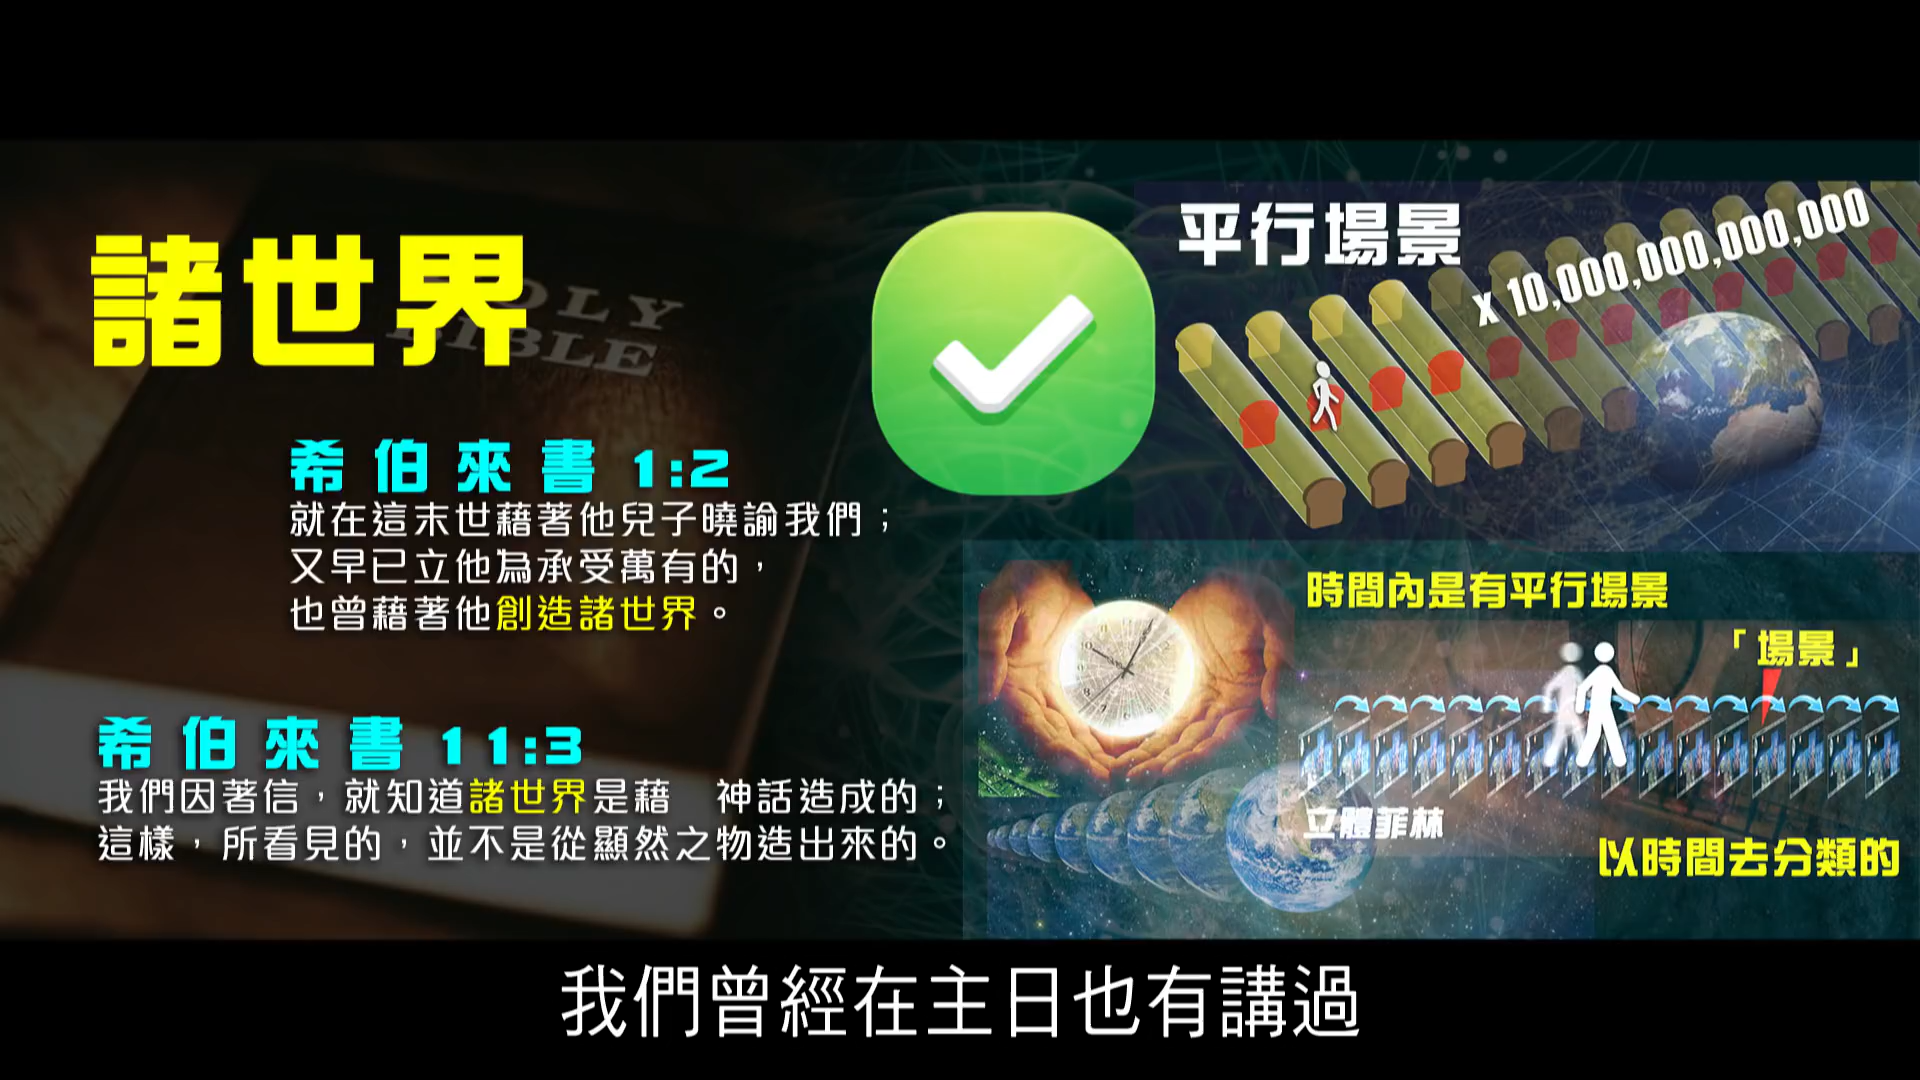 諸世界
HOLY
BIBLE
希伯來書 1:2
就在這末世藉著他兒子曉諭我們；
又早已立他為承受萬有的，
也曾藉著他創造諸世界。
希伯來書 11:3
我們因著信，就知道諸世界是藉　神話造成的；
這樣，所看見的，並不是從顯然之物造出來的。
平行場景
x 10,000,000,000,000
時間內是有平行場景
「場景」
立體菲林
以時間去分類的
我們曾經在主日也有講過